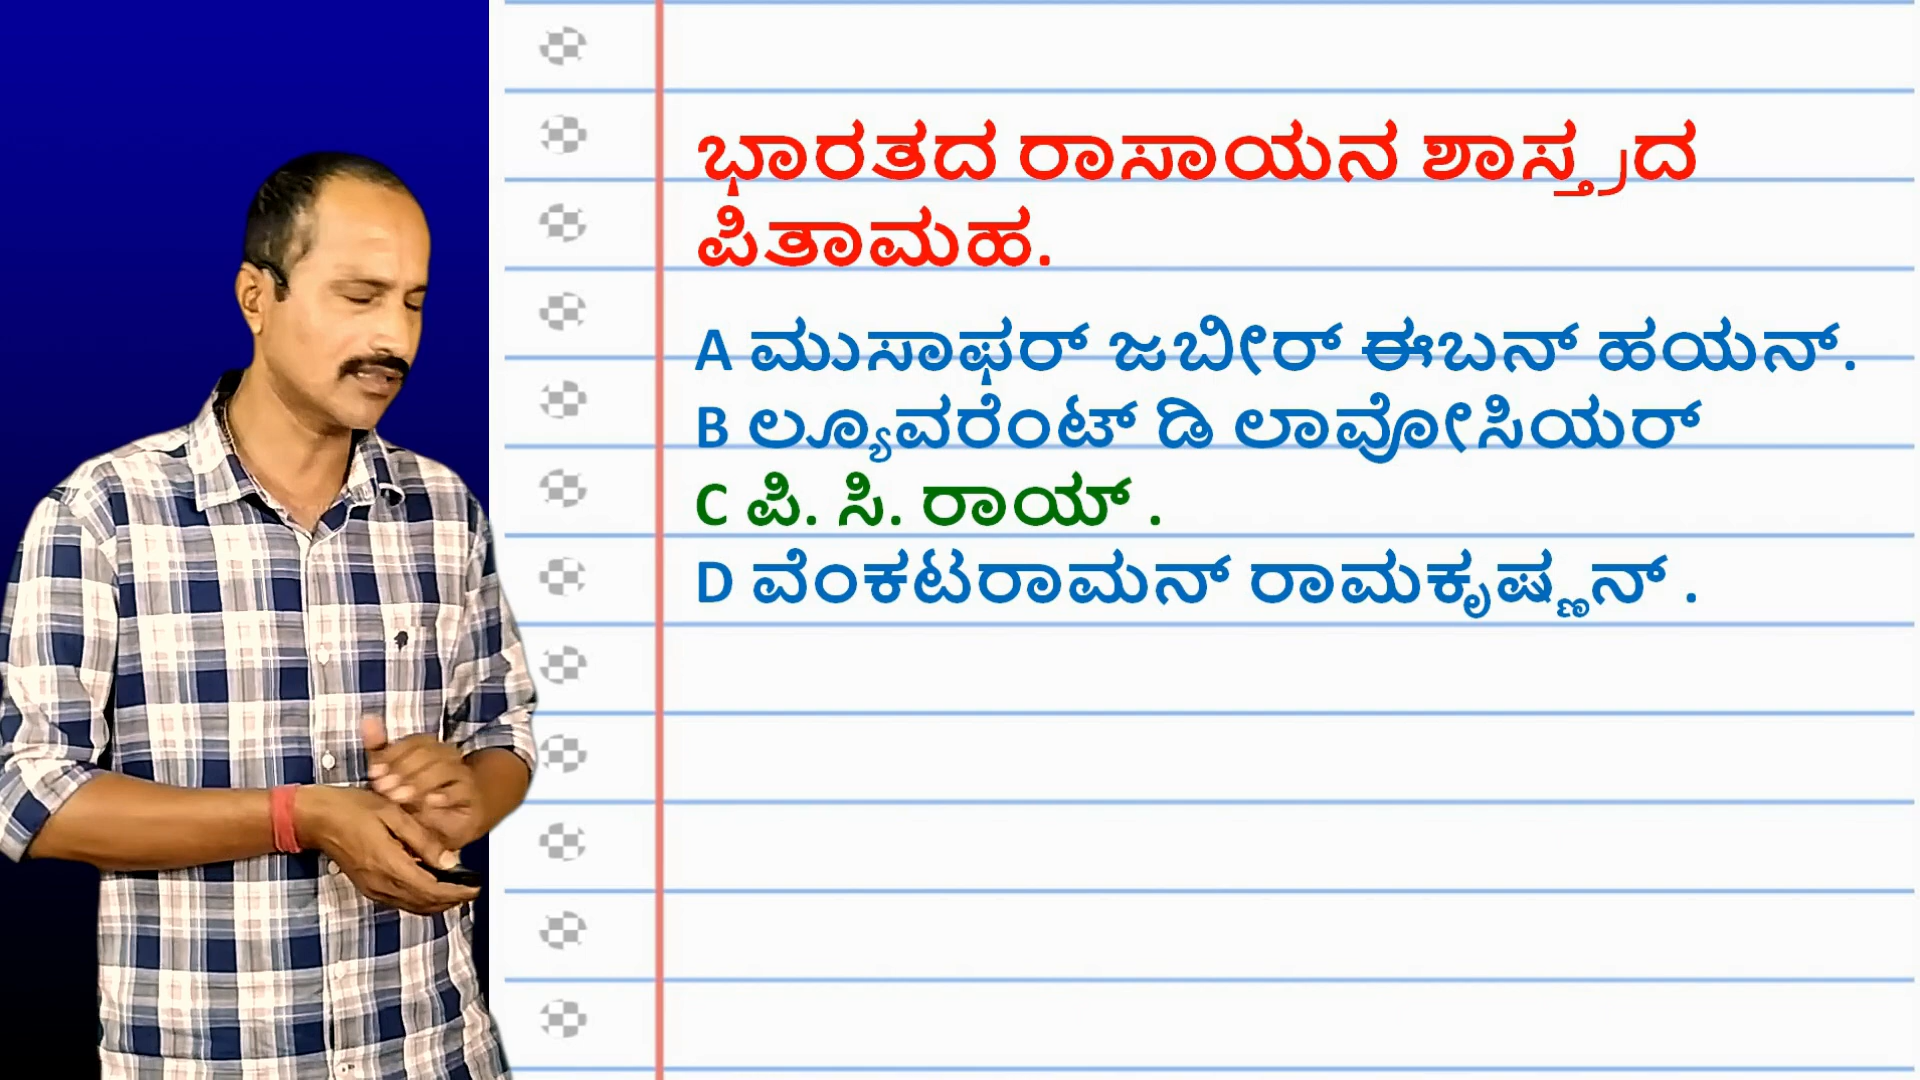 ಭಾರತದ ರಾಸಾಯನ ಶಾಸ್ತ್ರದ
ಪಿತಾಮಹ.
A ಮುಸಾಫರ್ ಜಬೀರ್ ಈಬನ್ ಹಯನ್.
B ಲ್ಯೂವರೆಂಟ್ ಡಿ ಲಾವೋಸಿಯರ್
C ಪಿ. ಸಿ. ರಾಯ್ .
D ವೆಂಕಟರಾಮನ್ ರಾಮಕೃಷ್ಣನ್ .